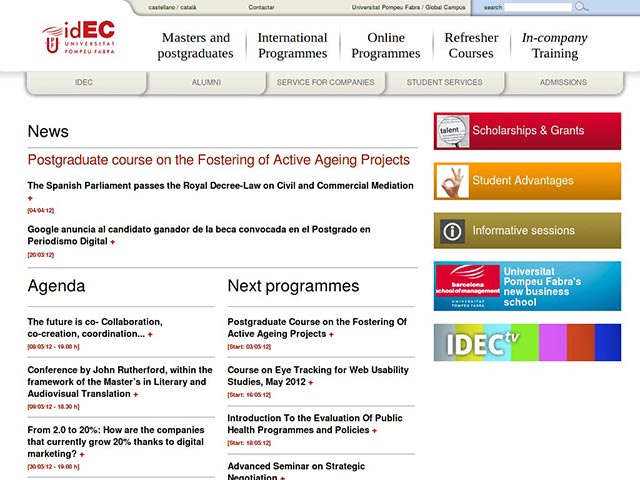 castellano / català
Contactar
Universitat Pompeu Fabra / Global Campus
search
idEC
UNIVERSITAT
POMPEU FABRA
Masters and
postgraduates
International
Programmes
Online
Programmes
Refresher
Courses
In-company
Training
IDEC
ALUMNI
SERVICE FOR COMPANIES
STUDENT SERVICES
ADMISSIONS
News
Postgraduate course on the Fostering of Active Ageing Projects
The Spanish Parliament passes the Royal Decree-Law on Civil and Commercial Mediation
+
[04/04/12]
Google anuncia al candidato ganador de la beca convocada en el Postgrado en
Periodismo Digital +
[20/03/12]
Agenda
The future is co- Collaboration,
co-creation, coordination... +
[08/05/12 - 19.00 h]
Conference by John Rutherford, within the
framework of the Master's in Literary and
Audiovisual Translation +
[09/05/12 - 18.30 h]
From 2.0 to 20%: How are the companies
that currently grow 20% thanks to digital
marketing? +
[30/05/12 - 19.00 h]
Next programmes
Postgraduate Course on the Fostering Of
Active Ageing Projects +
[Start: 03/05/12]
Course on Eye Tracking for Web Usability
Studies, May 2012 +
[Start: 16/05/12]
Introduction To the Evaluation Of Public
Health Programmes and Policies +
[Start: 18/05/12]
Advanced Seminar on Strategic
Negotiation +
talent
Scholarships & Grants
Student Advantages
Informative sessions
barcelona
school of management
UNIVERSITAT
POMPEU FABRA
Universitat
Pompeu Fabra's
new business
school
IDEC tv